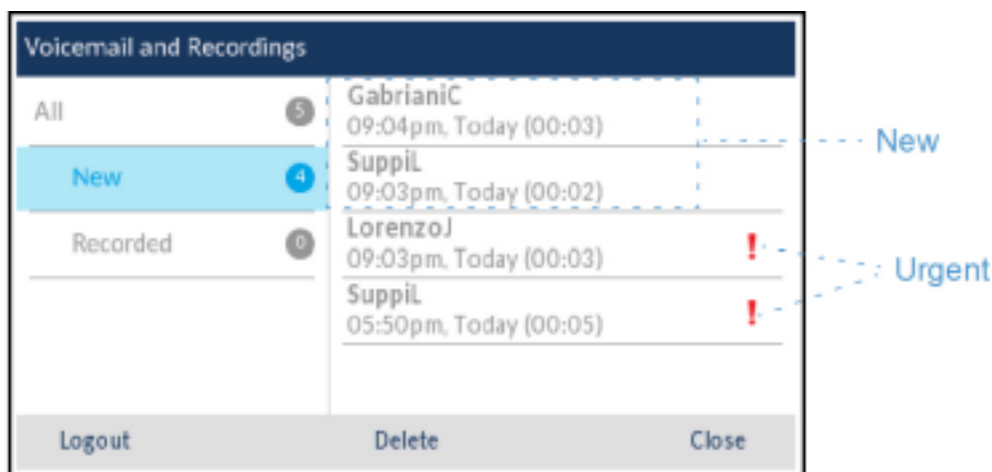 Voicemail and Recordings
All 5
New 4
Recorded 0
GabrianiC
09:04pm, Today (00:03)
SuppiL
09:03pm, Today (00:02)
LorenzoJ
09:03pm, Today (00:03) !
SuppiL
05:50pm, Today (00:05) !
New
Urgent
Logout Delete Close